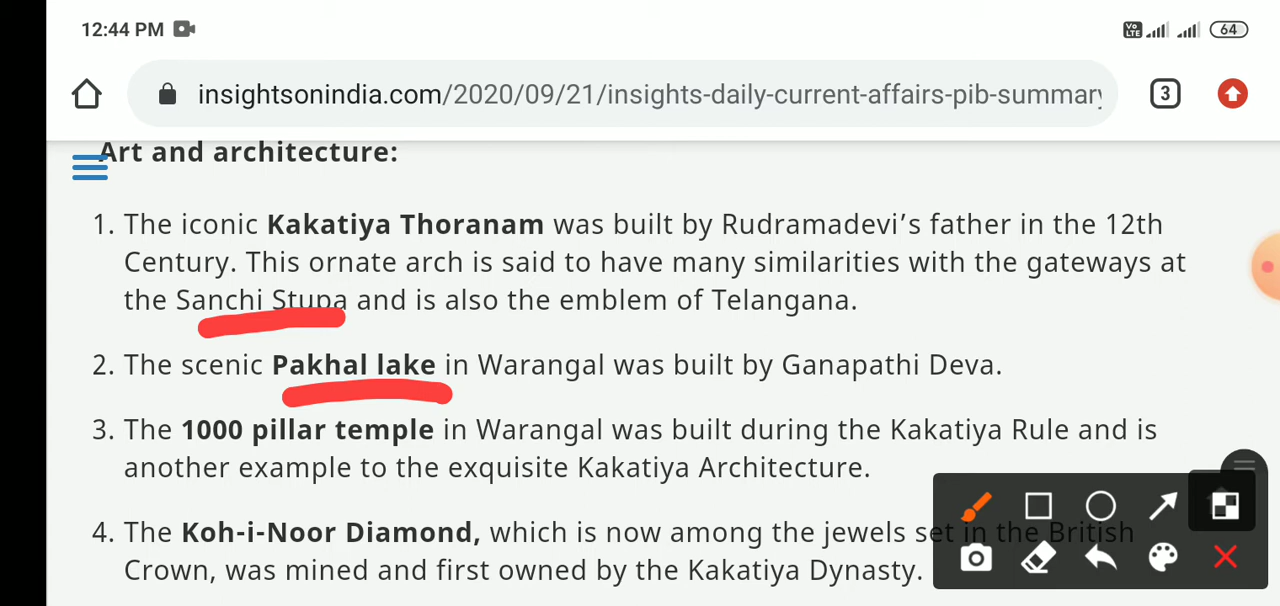 12:44 PM
Vo LTE
64
insightsonindia.com/2020/09/21/insights-daily-current-affairs-pib-summary
3
Art and architecture:
1. The iconic Kakatiya Thoranam was built by Rudramadevi’s father in the 12th
Century. This ornate arch is said to have many similarities with the gateways at
the Sanchi Stupa and is also the emblem of Telangana.
2. The scenic Pakhal lake in Warangal was built by Ganapathi Deva.
3. The 1000 pillar temple in Warangal was built during the Kakatiya Rule and is
another example to the exquisite Kakatiya Architecture.
4. The Koh-i-Noor Diamond, which is now among the jewels set in the British
Crown, was mined and first owned by the Kakatiya Dynasty.